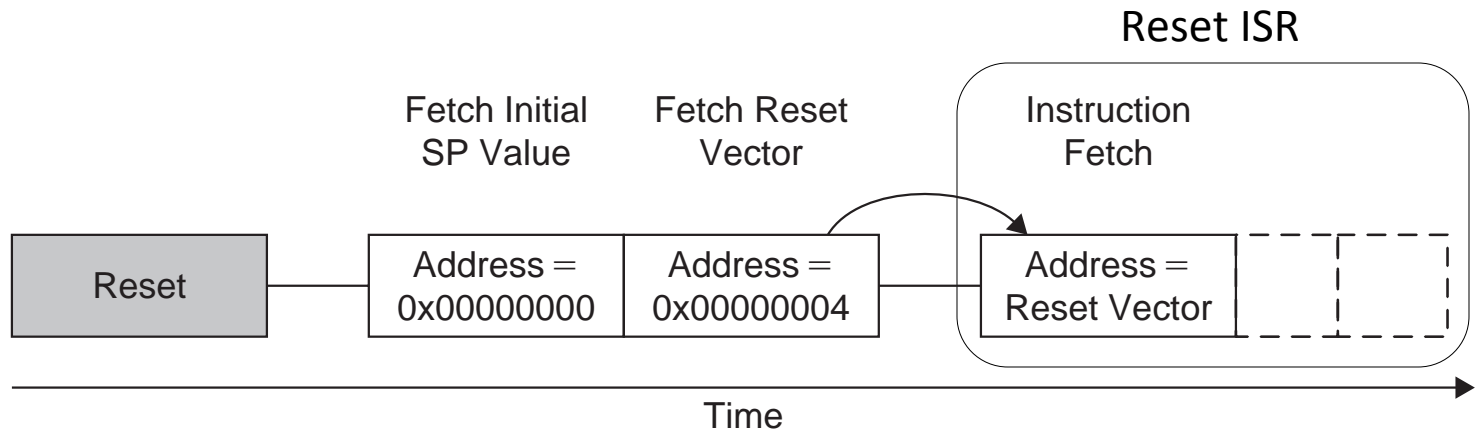 Reset ISR
Fetch Initial
SP Value
Fetch Reset
Vector
Instruction
Fetch
Reset
Address =
0x00000000
Address =
0x00000004
Address =
Reset Vector
Time